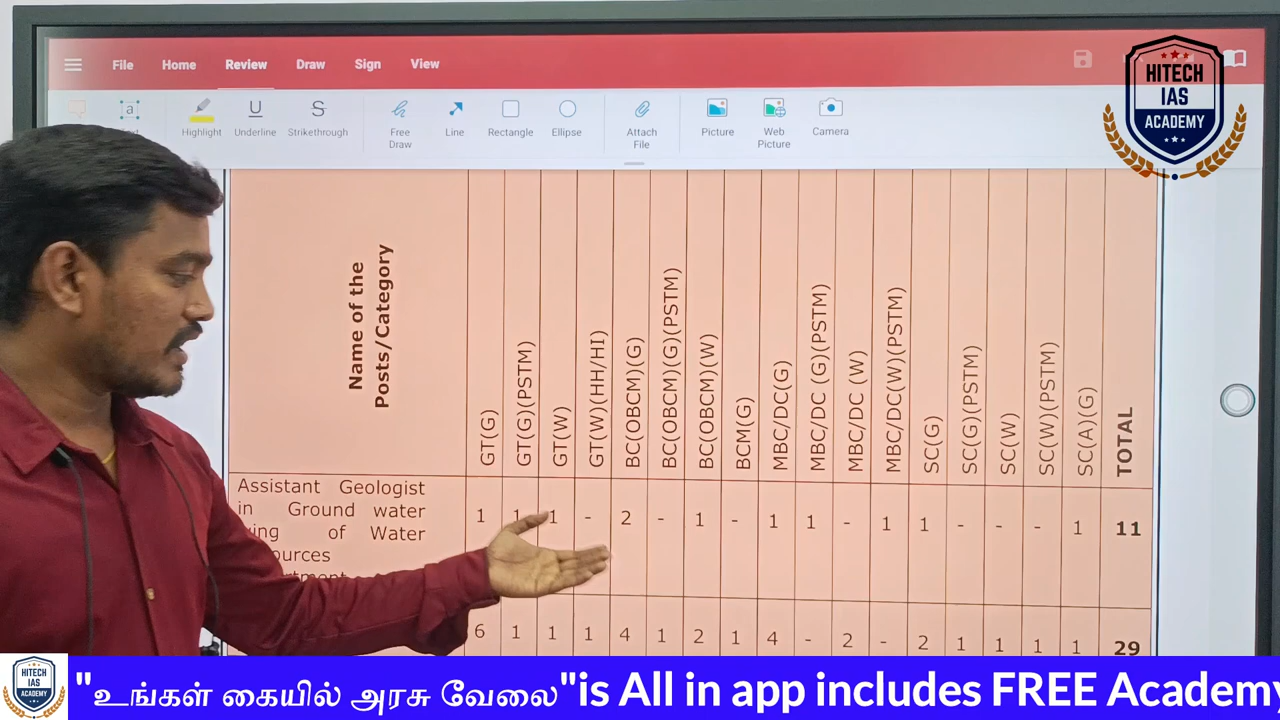 File Home Review Draw Sign View
Highlight Underline Strikethrough Free Draw Line Rectangle Ellipse Attach File Picture Web Picture Camera
HITECH
IAS
ACADEMY
Name of the
Posts/Category
GT(G)
GT(G)(PSTM)
GT(W)
GT(W)(HH/HI)
BC(OBCM)(G)
BC(OBCM)(G)(PSTM)
BC(OBCM)(W)
BCM(G)
MBC/DC(G)
MBC/DC (G)(PSTM)
MBC/DC (W)
MBC/DC(W)(PSTM)
SC(G)
SC(G)(PSTM)
SC(W)
SC(W)(PSTM)
SC(A)(G)
TOTAL
Assistant Geologist
in Ground water
of Water
1 1 1 - 2 - 1 - 1 1 - 1 1 - - - 1 11
6 1 1 1 4 1 2 1 4 - 2 - 2 1 1 1 1 29
HITECH
IAS
ACADEMY
"உங்கள் கையில் அரசு வேலை"is All in app includes FREE Academy